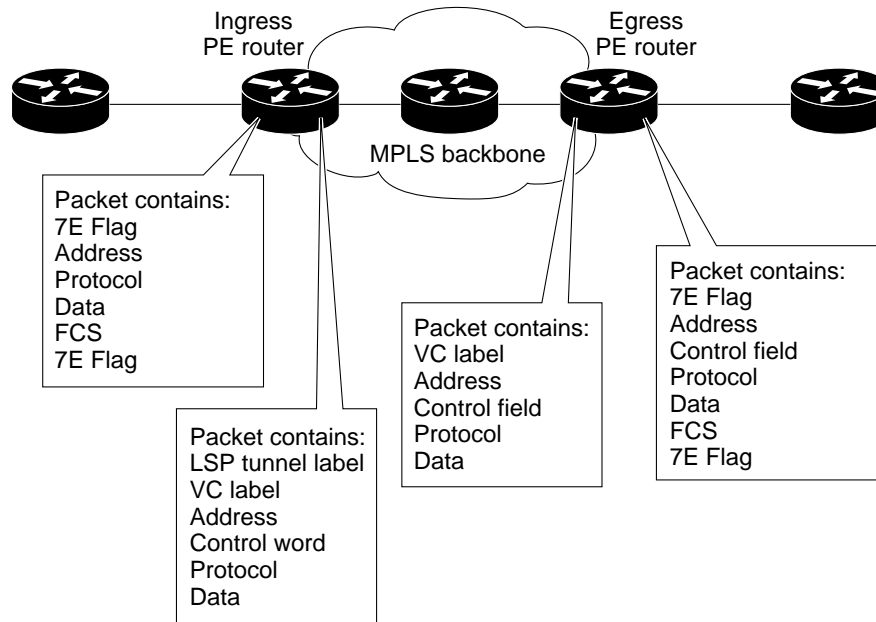 Ingress
PE router
Egress
PE router
MPLS backbone
Packet contains:
7E Flag
Address
Protocol
Data
FCS
7E Flag
Packet contains:
LSP tunnel label
VC label
Address
Control word
Protocol
Data
Packet contains:
VC label
Address
Control field
Protocol
Data
Packet contains:
7E Flag
Address
Control field
Protocol
Data
FCS
7E Flag